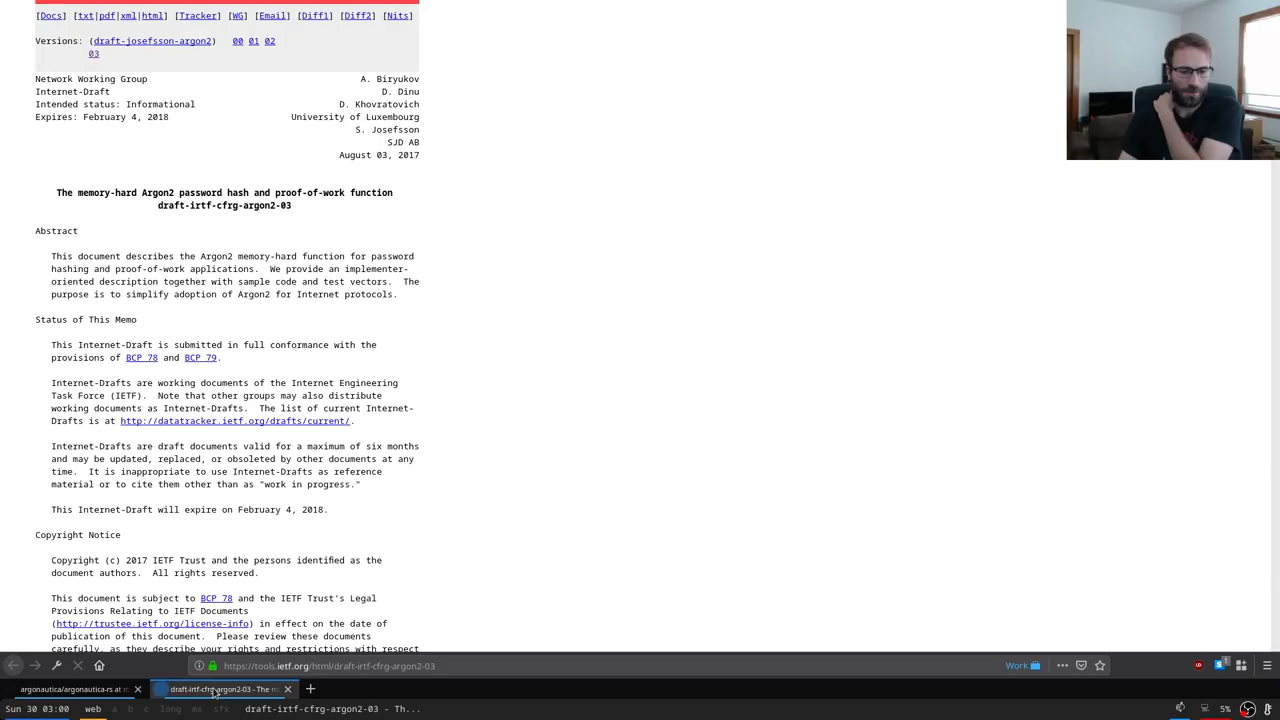 [Docs] [txt|pdf|xml|html] [Tracker] [WG] [Email] [Diff1] [Diff2] [Nits]
Versions: (draft-josefsson-argon2) 00 01 02
03
Network Working Group A. Biryukov
Internet-Draft D. Dinu
Intended status: Informational D. Khovratovich
Expires: February 4, 2018 University of Luxembourg
S. Josefsson
SJD AB
August 03, 2017
The memory-hard Argon2 password hash and proof-of-work function
draft-irtf-cfrg-argon2-03
Abstract
This document describes the Argon2 memory-hard function for password
hashing and proof-of-work applications. We provide an implementer-
oriented description together with sample code and test vectors. The
purpose is to simplify adoption of Argon2 for Internet protocols.
Status of This Memo
This Internet-Draft is submitted in full conformance with the
provisions of BCP 78 and BCP 79.
Internet-Drafts are working documents of the Internet Engineering
Task Force (IETF). Note that other groups may also distribute
working documents as Internet-Drafts. The list of current Internet-
Drafts is at http://datatracker.ietf.org/drafts/current/.
Internet-Drafts are draft documents valid for a maximum of six months
and may be updated, replaced, or obsoleted by other documents at any
time. It is inappropriate to use Internet-Drafts as reference
material or to cite them other than as "work in progress."
This Internet-Draft will expire on February 4, 2018.
Copyright Notice
Copyright (c) 2017 IETF Trust and the persons identified as the
document authors. All rights reserved.
This document is subject to BCP 78 and the IETF Trust's Legal
Provisions Relating to IETF Documents
(http://trustee.ietf.org/license-info) in effect on the date of
publication of this document. Please review these documents
carefully, as they describe your rights and restrictions with respect
https://tools.ietf.org/html/draft-irtf-cfrg-argon2-03 Work
argonautica/argonautica-rs at m draft-irtf-cfrg-argon2-03 - The m
Sun 30 03:00 web a b c long mx sfx draft-irtf-cfrg-argon2-03 - Th... 5%